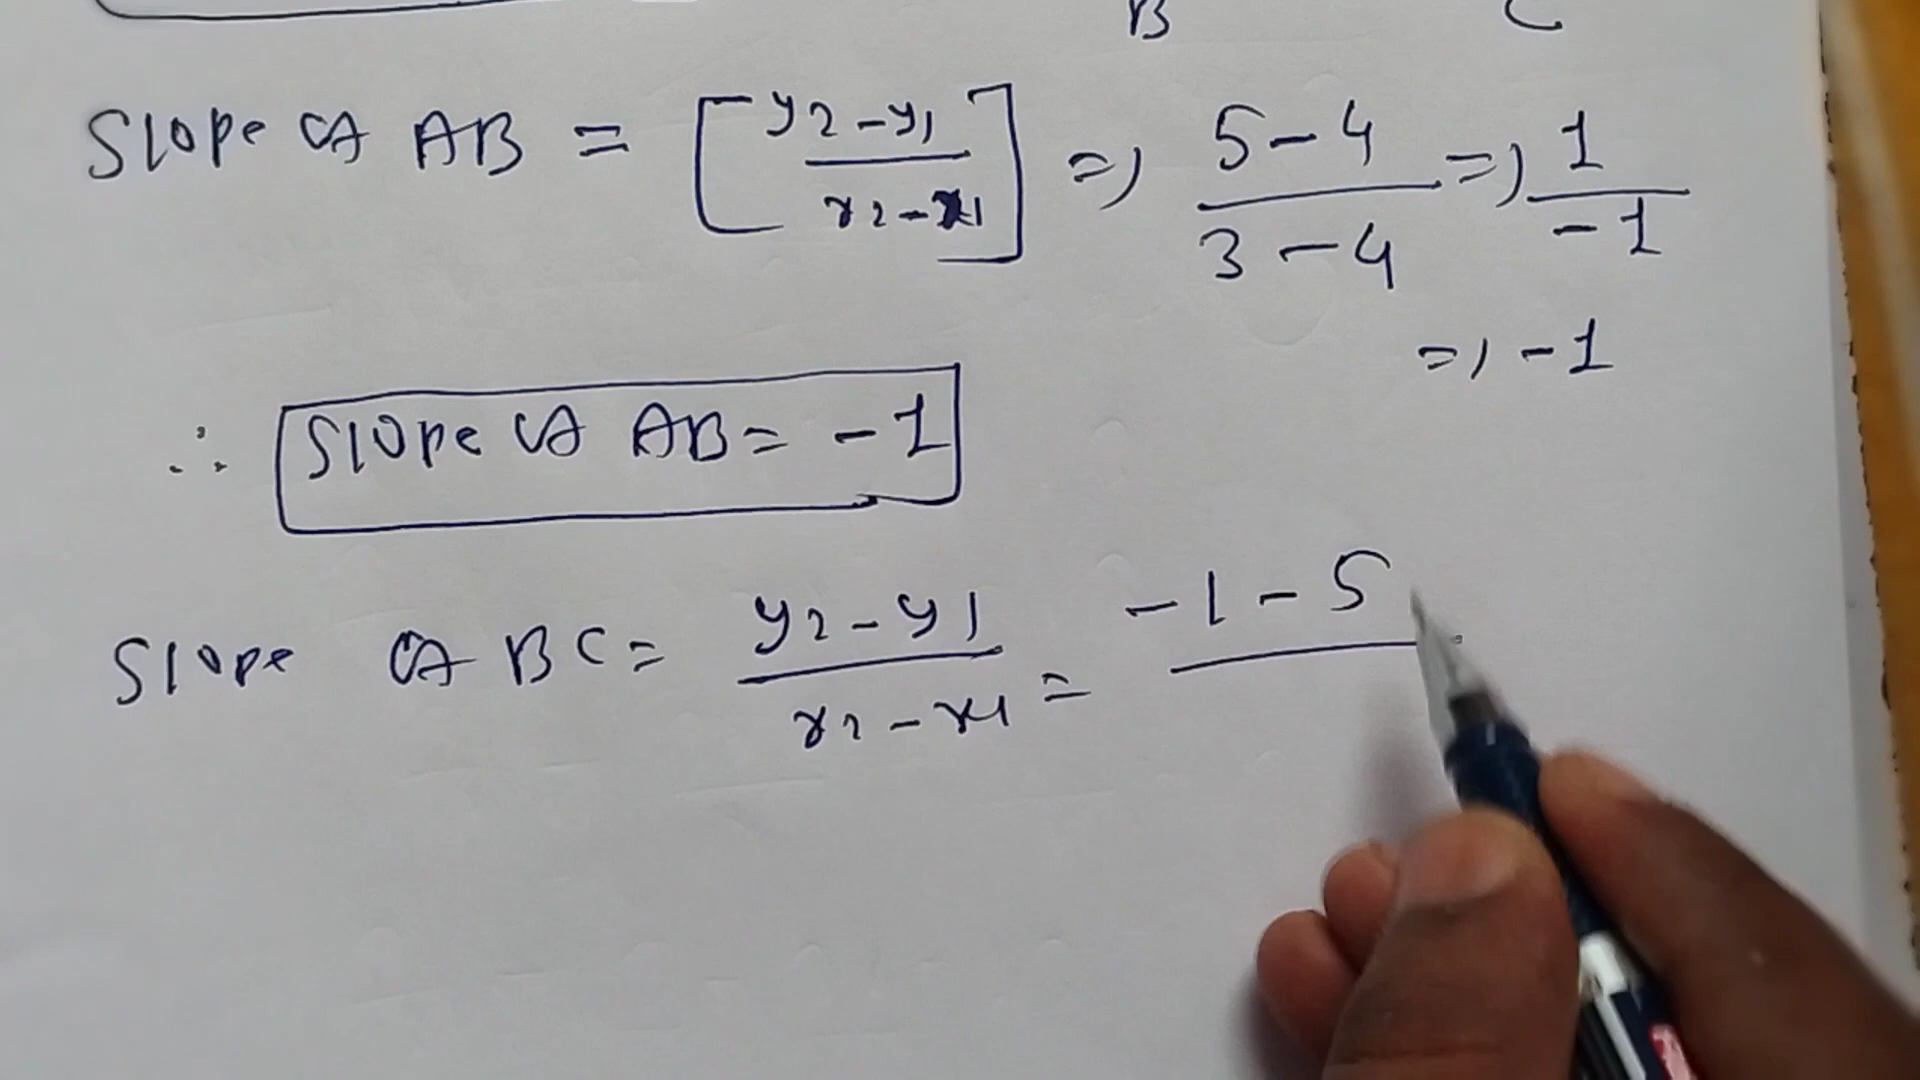 B C
Slope of AB = [y2-y1 / x2-x1] => 5-4 / 3-4 => 1 / -1
=> -1
∴ Slope of AB = -1
Slope of BC = y2-y1 / x2-x1 = -1-5